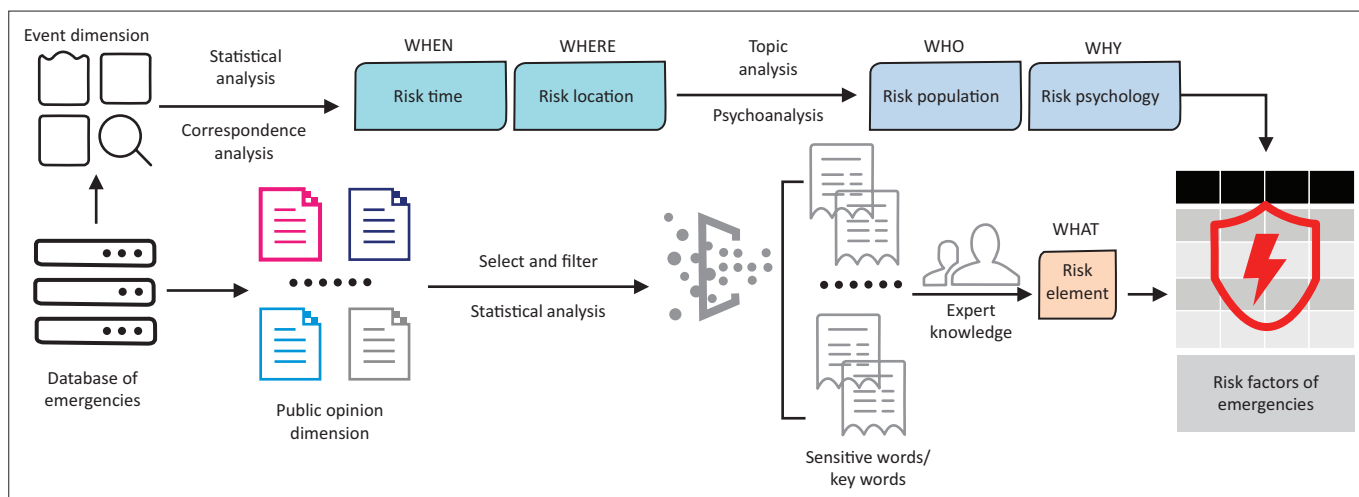 Event dimension
Statistical
analysis
Correspondence
analysis
WHEN
Risk time
WHERE
Risk location
Topic
analysis
Psychoanalysis
WHO
Risk population
WHY
Risk psychology
Database of
emergencies
Public opinion
dimension
Select and filter
Statistical analysis
Sensitive words/
key words
Expert
knowledge
WHAT
Risk
element
Risk factors of
emergencies